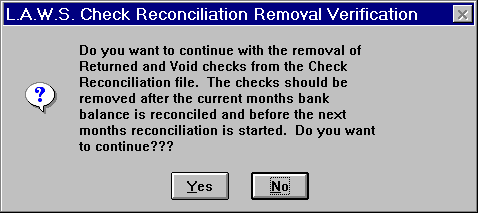 L.A.W.S. Check Reconciliation Removal Verification
Do you want to continue with the removal of
Returned and Void checks from the Check
Reconciliation file.  The checks should be
removed after the current months bank
balance is reconciled and before the next
months reconciliation is started.  Do you want
to continue???
?
Yes No